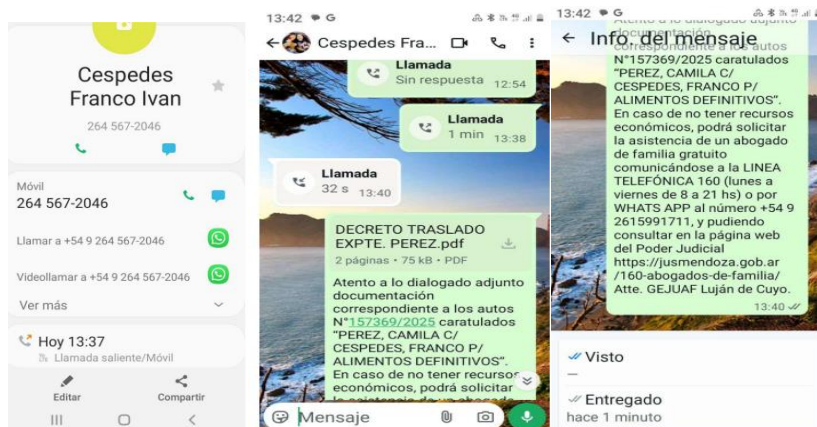 Cespedes
Franco Ivan
264 567-2046
Móvil
264 567-2046
Llamar a +54 9 264 567-2046
Videollamar a +54 9 264 567-2046
Ver más
Hoy 13:37
Llamada saliente/Móvil
Editar
Compartir
13:42
G
Cespedes Fra...
Llamada
Sin respuesta 12:54
Llamada
1 min 13:38
Llamada
32 s 13:40
DECRETO TRASLADO
EXPTE. PEREZ.pdf
2 páginas • 75 kB • PDF
Atento a lo dialogado adjunto
documentación
correspondiente a los autos
N°157369/2025 caratulados
"PEREZ, CAMILA C/
CESPEDES, FRANCO P/
ALIMENTOS DEFINITIVOS".
En caso de no tener recursos
económicos, podrá solicitar
la asistencia de un abogado
Mensaje
13:42
G
Info. del mensaje
Atento a lo dialogado adjunto
documentación
correspondiente a los autos
N°157369/2025 caratulados
"PEREZ, CAMILA C/
CESPEDES, FRANCO P/
ALIMENTOS DEFINITIVOS".
En caso de no tener recursos
económicos, podrá solicitar
la asistencia de un abogado
de familia gratuito
comunicándose a la LINEA
TELEFÓNICA 160 (lunes a
viernes de 8 a 21 hs) o por
WHATS APP al número +54 9
2615991711, y pudiendo
consultar en la página web
del Poder Judicial
https://jusmendoza.gob.ar
/160-abogados-de-familia/
Atte. GEJUAF Luján de Cuyo.
13:40
Visto
—
Entregado
hace 1 minuto